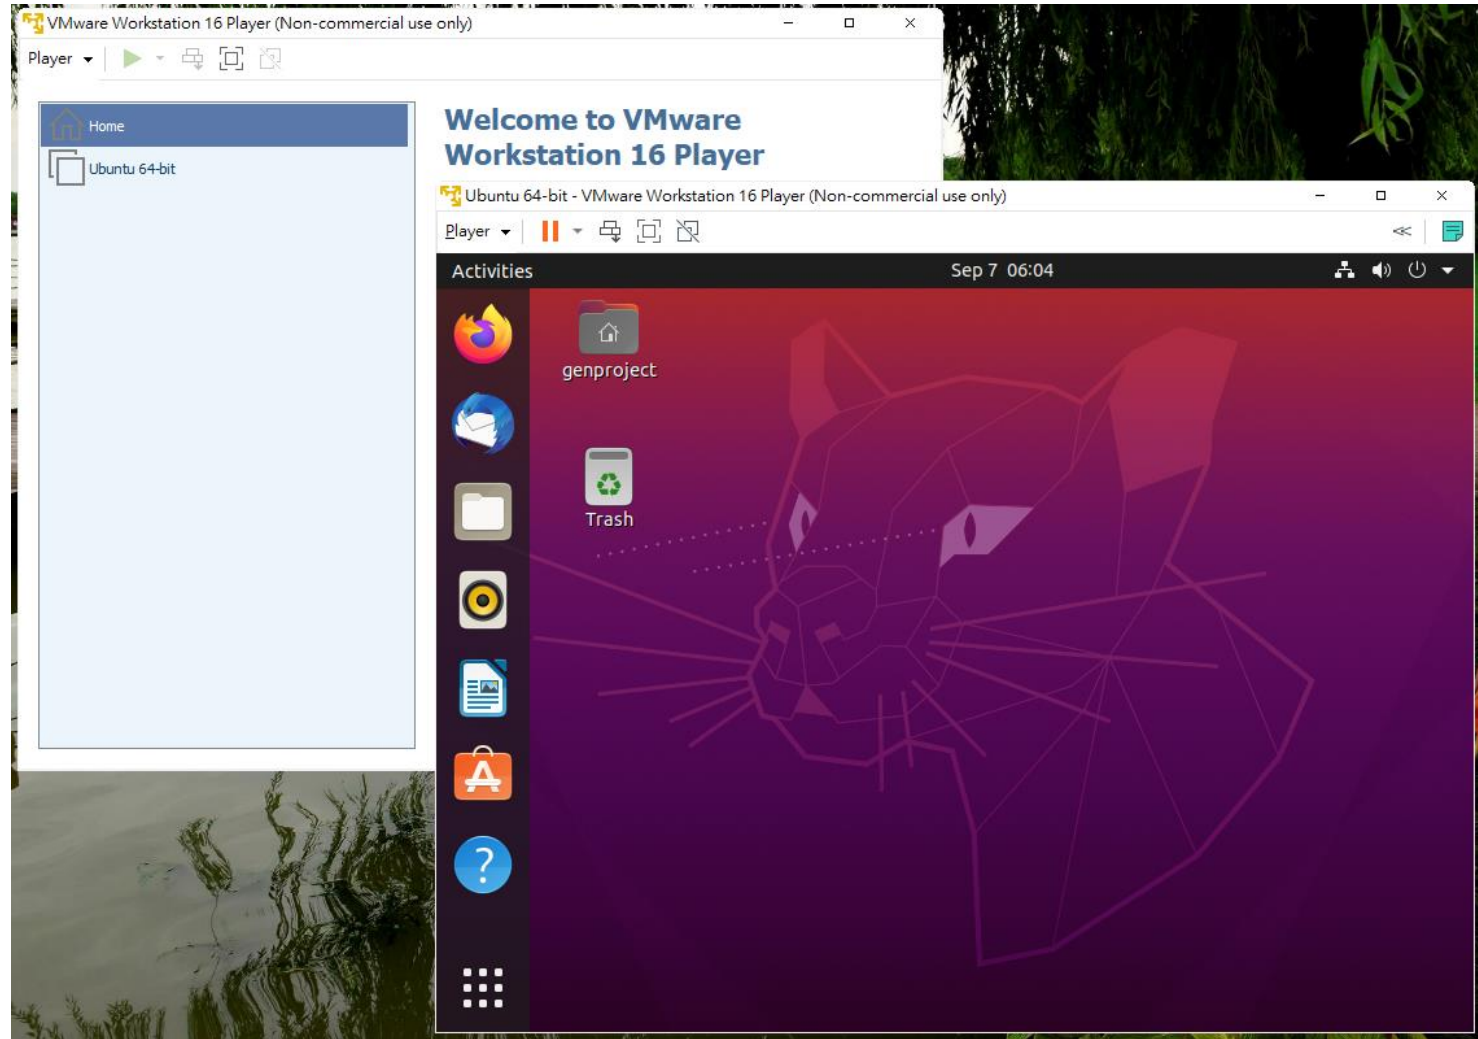 VMware Workstation 16 Player (Non-commercial use only)
Player
Home
Ubuntu 64-bit
Welcome to VMware
Workstation 16 Player
Ubuntu 64-bit - VMware Workstation 16 Player (Non-commercial use only)
Player
Activities
Sep 7 06:04
genproject
Trash